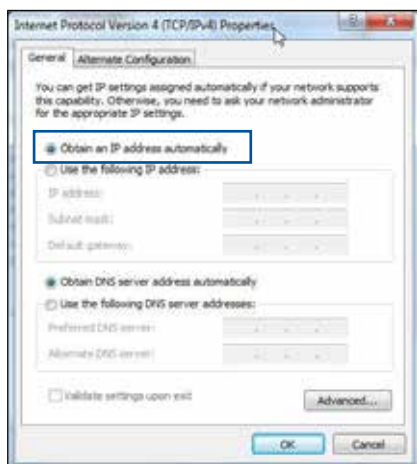 Internet Protocol Version 4 (TCP/IPv4) Properties
General
Alternate Configuration
You can get IP settings assigned automatically if your network supports
this capability. Otherwise, you need to ask your network administrator
for the appropriate IP settings.
Obtain an IP address automatically
Use the following IP address:
IP address:
Subnet mask:
Default gateway:
Obtain DNS server address automatically
Use the following DNS server addresses:
Preferred DNS server:
Alternate DNS server:
Validate settings upon exit
Advanced...
OK
Cancel